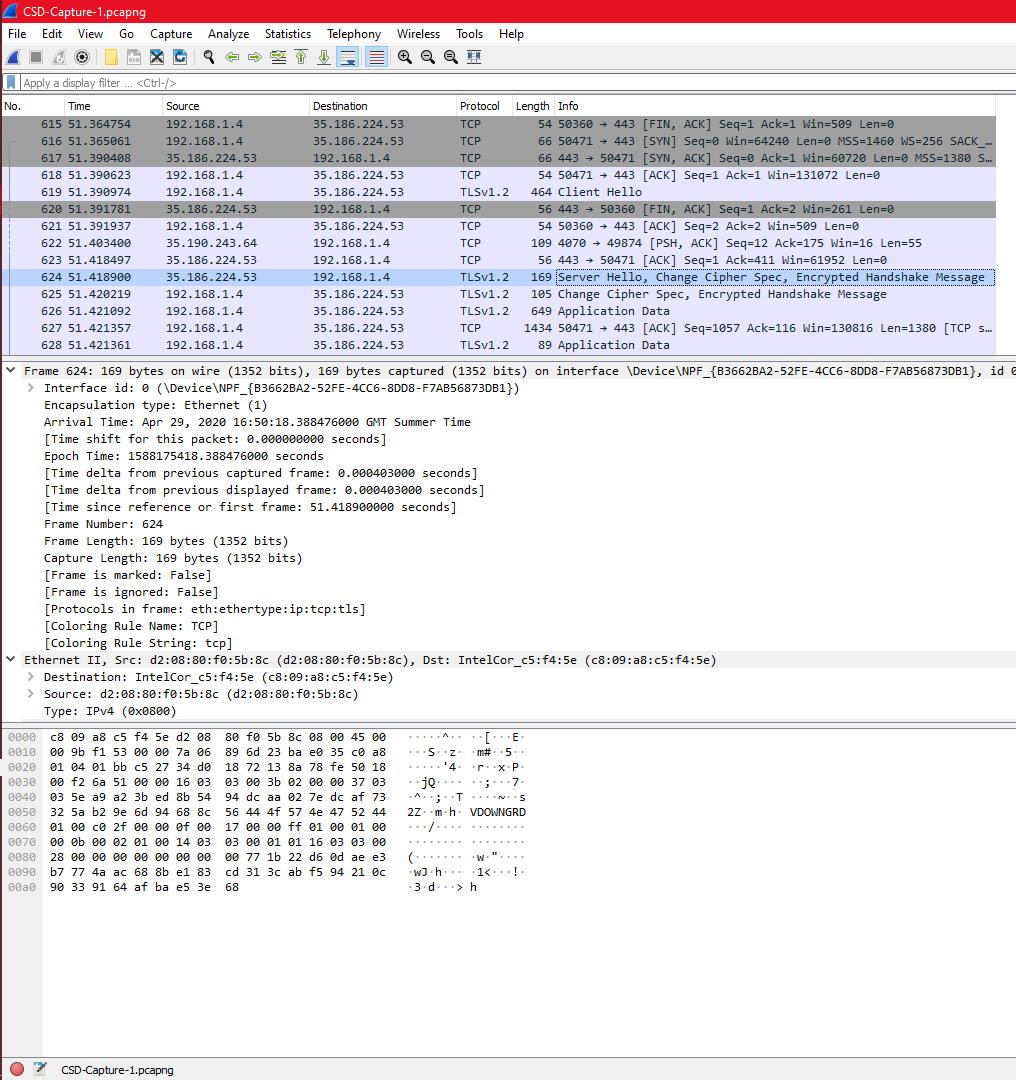 CSD-Capture-1.pcapng
File Edit View Go Capture Analyze Statistics Telephony Wireless Tools Help
Apply a display filter ... <Ctrl-/>
No. Time Source Destination Protocol Length Info
615 51.364754 192.168.1.4 35.186.224.53 TCP 54 50360 → 443 [FIN, ACK] Seq=1 Ack=1 Win=509 Len=0
616 51.365061 192.168.1.4 35.186.224.53 TCP 66 50471 → 443 [SYN] Seq=0 Win=64240 Len=0 MSS=1460 WS=256 SACK_…
617 51.390408 35.186.224.53 192.168.1.4 TCP 66 443 → 50471 [SYN, ACK] Seq=0 Ack=1 Win=60720 Len=0 MSS=1380 S…
618 51.390623 192.168.1.4 35.186.224.53 TCP 54 50471 → 443 [ACK] Seq=1 Ack=1 Win=131072 Len=0
619 51.390974 192.168.1.4 35.186.224.53 TLSv1.2 464 Client Hello
620 51.391781 35.186.224.53 192.168.1.4 TCP 56 443 → 50360 [FIN, ACK] Seq=1 Ack=2 Win=261 Len=0
621 51.391937 192.168.1.4 35.186.224.53 TCP 54 50360 → 443 [ACK] Seq=2 Ack=2 Win=509 Len=0
622 51.403400 35.190.243.64 192.168.1.4 TCP 109 4070 → 49874 [PSH, ACK] Seq=12 Ack=175 Win=16 Len=55
623 51.418497 35.186.224.53 192.168.1.4 TCP 56 443 → 50471 [ACK] Seq=1 Ack=411 Win=61952 Len=0
624 51.418900 35.186.224.53 192.168.1.4 TLSv1.2 169 Server Hello, Change Cipher Spec, Encrypted Handshake Message
625 51.420219 192.168.1.4 35.186.224.53 TLSv1.2 105 Change Cipher Spec, Encrypted Handshake Message
626 51.421092 192.168.1.4 35.186.224.53 TLSv1.2 649 Application Data
627 51.421357 192.168.1.4 35.186.224.53 TCP 1434 50471 → 443 [ACK] Seq=1057 Ack=116 Win=130816 Len=1380 [TCP s…
628 51.421361 192.168.1.4 35.186.224.53 TLSv1.2 89 Application Data
Frame 624: 169 bytes on wire (1352 bits), 169 bytes captured (1352 bits) on interface \Device\NPF_{B3662BA2-52FE-4CC6-8DD8-F7AB56873DB1}, id 0
Interface id: 0 (\Device\NPF_{B3662BA2-52FE-4CC6-8DD8-F7AB56873DB1})
Encapsulation type: Ethernet (1)
Arrival Time: Apr 29, 2020 16:50:18.388476000 GMT Summer Time
[Time shift for this packet: 0.000000000 seconds]
Epoch Time: 1588175418.388476000 seconds
[Time delta from previous captured frame: 0.000403000 seconds]
[Time delta from previous displayed frame: 0.000403000 seconds]
[Time since reference or first frame: 51.418900000 seconds]
Frame Number: 624
Frame Length: 169 bytes (1352 bits)
Capture Length: 169 bytes (1352 bits)
[Frame is marked: False]
[Frame is ignored: False]
[Protocols in frame: eth:ethertype:ip:tcp:tls]
[Coloring Rule Name: TCP]
[Coloring Rule String: tcp]
Ethernet II, Src: d2:08:80:f0:5b:8c (d2:08:80:f0:5b:8c), Dst: IntelCor_c5:f4:5e (c8:09:a8:c5:f4:5e)
Destination: IntelCor_c5:f4:5e (c8:09:a8:c5:f4:5e)
Source: d2:08:80:f0:5b:8c (d2:08:80:f0:5b:8c)
Type: IPv4 (0x0800)
0000 c8 09 a8 c5 f4 5e d2 08 80 f0 5b 8c 08 00 45 00 ·····^·· ··[···E·
0010 00 9b f1 53 00 00 7a 06 89 6d 23 ba e0 35 c0 a8 ···S··z· ·m#··5··
0020 01 04 01 bb c5 27 34 d0 18 72 13 8a 78 fe 50 18 ·····'4· ·r··x·P·
0030 00 f2 6a 51 00 00 16 03 03 00 3b 02 00 00 37 03 ··jQ···· ··;···7·
0040 03 5e a9 a2 3b ed 8b 54 94 dc aa 02 7e dc af 73 ·^··;··T ····~··s
0050 32 5a b2 9e 6d 94 68 8c 56 44 4f 57 4e 47 52 44 2Z··m·h· VDOWNGRD
0060 01 00 c0 2f 00 00 0f 00 17 00 00 ff 01 00 01 00 ···/···· ········
0070 00 0b 00 02 01 00 14 03 03 00 01 01 16 03 03 00 ········ ········
0080 28 00 00 00 00 00 00 00 00 77 1b 22 d6 0d ae e3 (······· ·w·"····
0090 b7 77 4a ac 68 8b e1 83 cd 31 3c ab f5 94 21 0c ·wJ·h··· ·1<···!·
00a0 90 33 91 64 af ba e5 3e 68 ·3·d···> h
CSD-Capture-1.pcapng